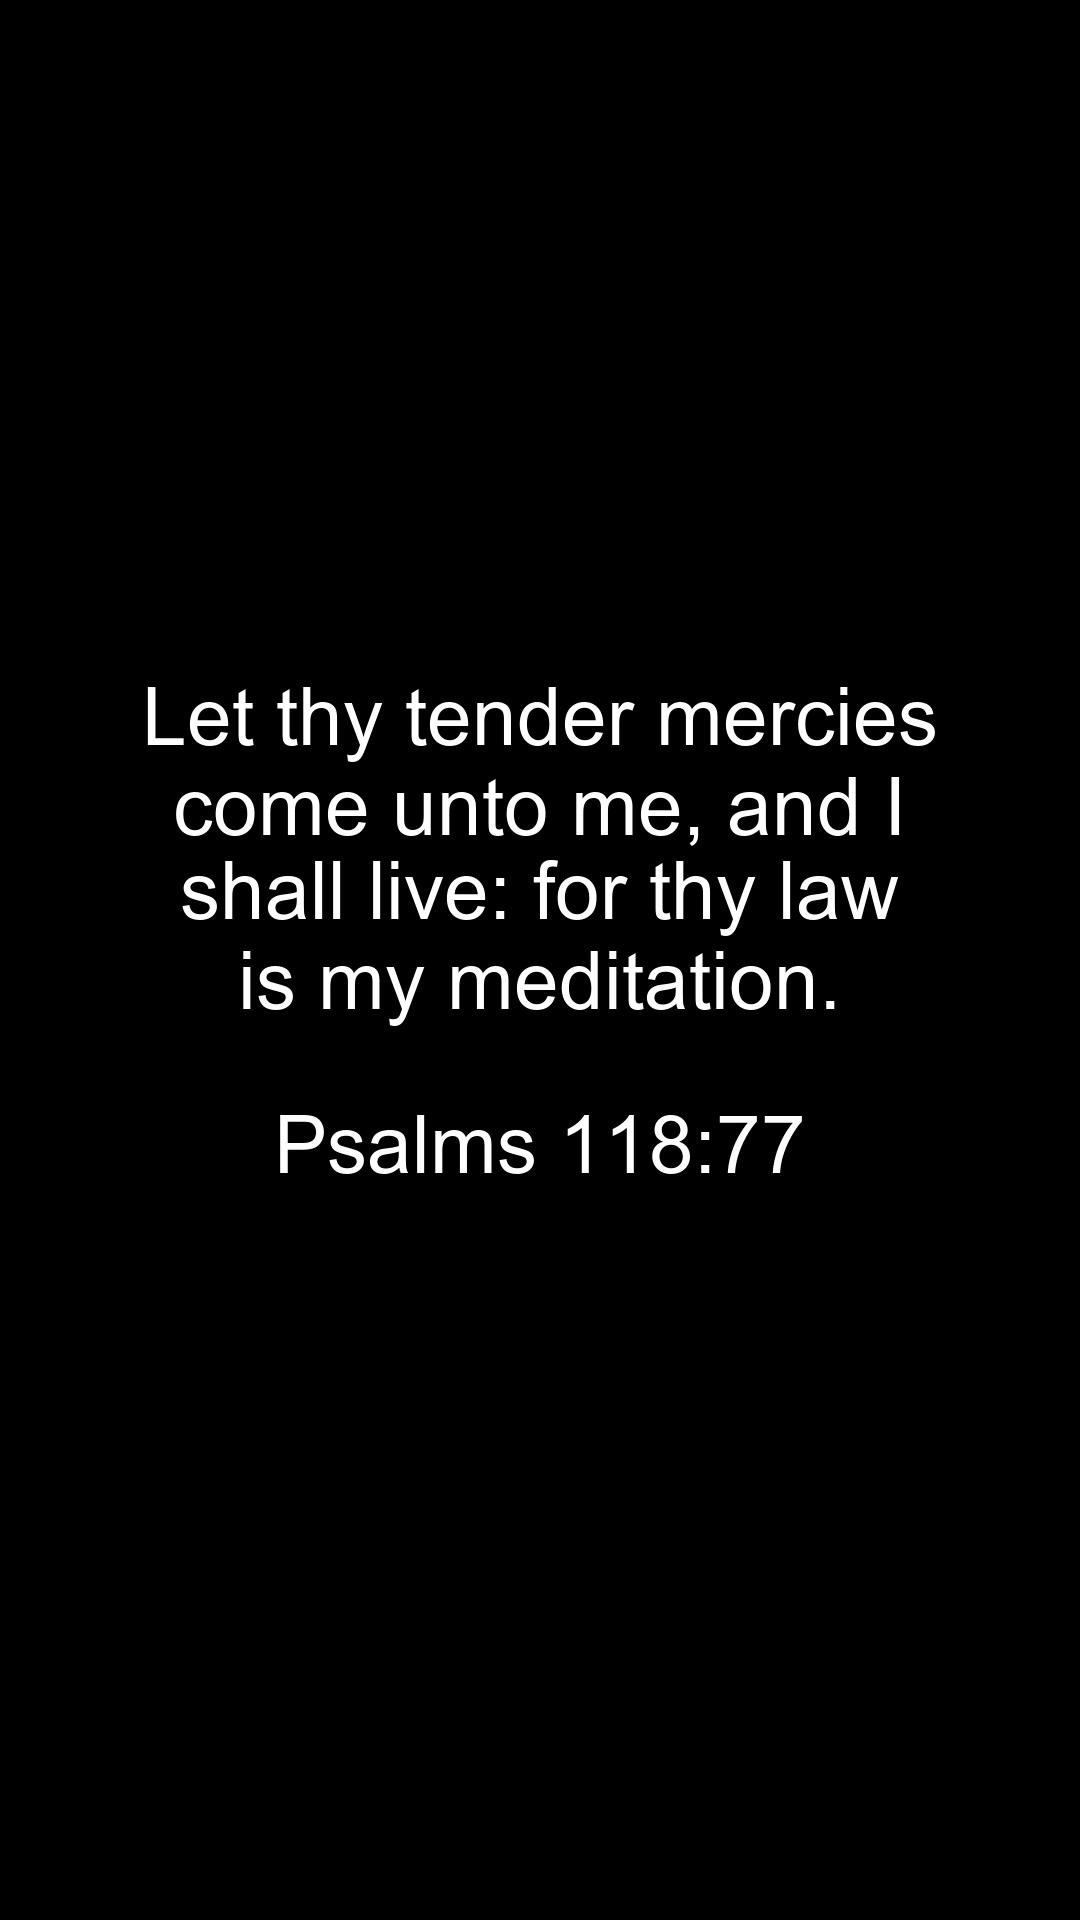 Let thy tender mercies
come unto me, and I
shall live: for thy law
is my meditation.
Psalms 118:77